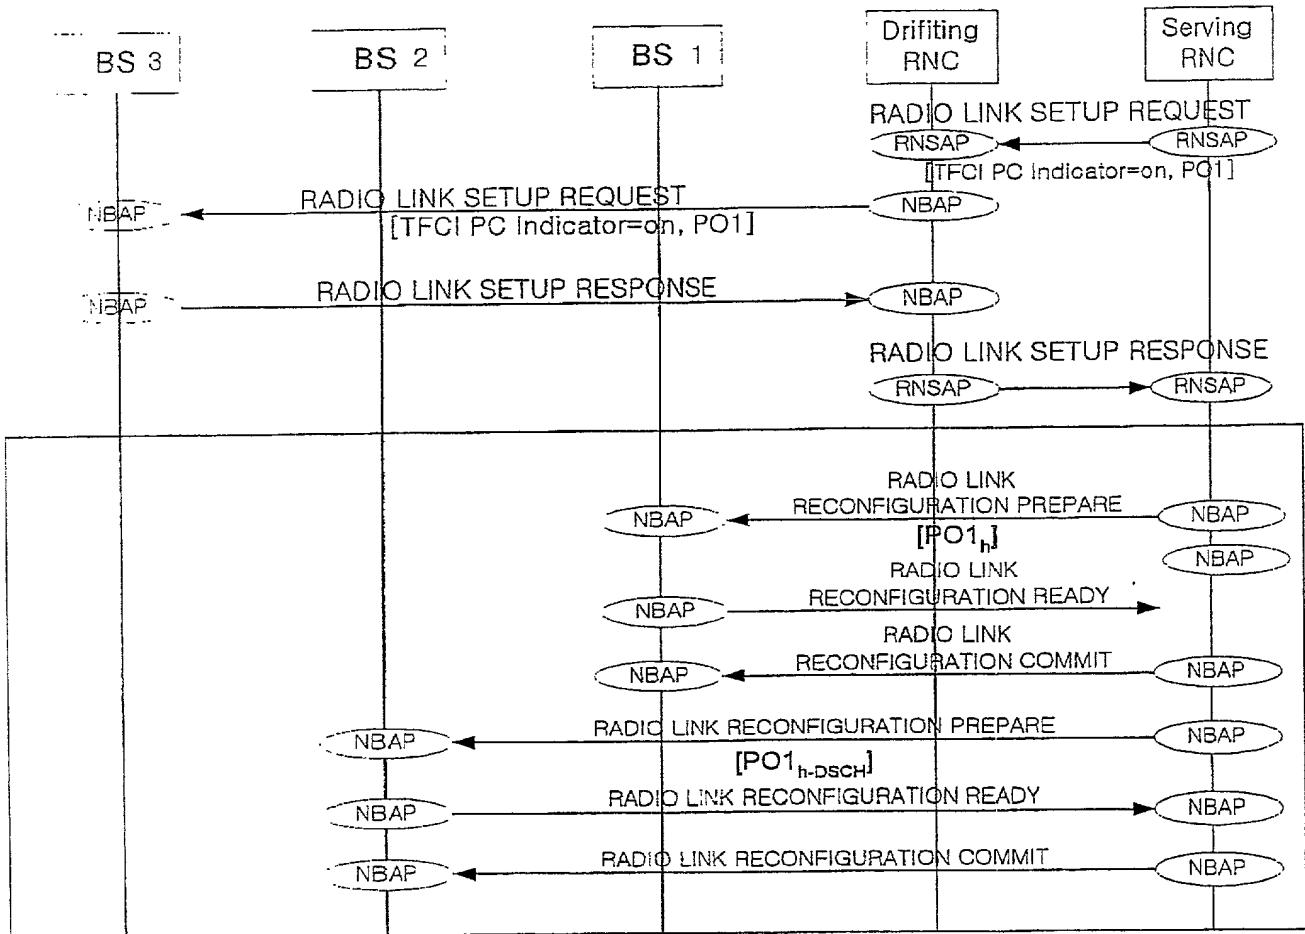 BS 3
BS 2
BS 1
Drifiting
RNC
Serving
RNC
RADIO LINK SETUP REQUEST
RNSAP
RNSAP
[TFCI PC Indicator=on, PO1]
RADIO LINK SETUP REQUEST
NBAP
NBAP
[TFCI PC Indicator=on, PO1]
RADIO LINK SETUP RESPONSE
NBAP
NBAP
RADIO LINK SETUP RESPONSE
RNSAP
RNSAP
RADIO LINK
RECONFIGURATION PREPARE
NBAP
NBAP
[PO1h]
NBAP
RADIO LINK
RECONFIGURATION READY
NBAP
RADIO LINK
RECONFIGURATION COMMIT
NBAP
NBAP
RADIO LINK RECONFIGURATION PREPARE
NBAP
NBAP
[PO1h-DSCH]
RADIO LINK RECONFIGURATION READY
NBAP
NBAP
RADIO LINK RECONFIGURATION COMMIT
NBAP
NBAP